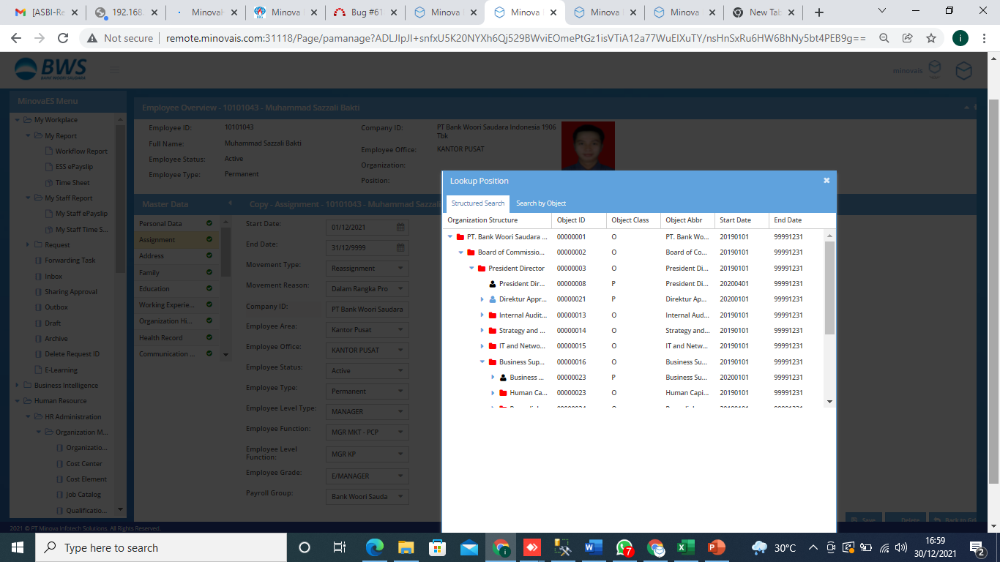 [ASBI-Re
192.168.
MinovaH
Minova
Bug #61
Minova
Minova
Minova
Minova
New Tab
Not secure
remote.minovais.com:31118/Page/pamanage?ADLJIpJI+snfxU5K20NYXh6Qj529BWviEOmePtGz1isVTiA12a77WuEIXuTY/nsHnSxRu6HW6BhNy5bt4PEB9g==
BWS
BANK WOORI SAUDARA
minovais
MinovaES Menu
My Workplace
My Report
Workflow Report
ESS ePayslip
Time Sheet
My Staff Report
My Staff ePayslip
My Staff Time S...
Request
Forwarding Task
Inbox
Sharing Approval
Outbox
Draft
Archive
Delete Request ID
E-Learning
Business Intelligence
Human Resource
HR Administration
Organization M...
Organizatio...
Cost Center
Cost Element
Job Catalog
Qualificatio...
Employee Overview - 10101043 - Muhammad Sazzali Bakti
Employee ID: 10101043
Full Name: Muhammad Sazzali Bakti
Employee Status: Active
Employee Type: Permanent
Company ID: PT Bank Woori Saudara Indonesia 1906 Tbk
Employee Office: KANTOR PUSAT
Organization:
Position:
Master Data
Personal Data
Assignment
Address
Family
Education
Working Experie...
Organization Hi...
Health Record
Communication ...
Copy - Assignment - 10101043 - Muhammad Sazzali
Start Date: 01/12/2021
End Date: 31/12/9999
Movement Type: Reassignment
Movement Reason: Dalam Rangka Pro
Company ID: PT Bank Woori Saudara
Employee Area: Kantor Pusat
Employee Office: KANTOR PUSAT
Employee Status: Active
Employee Type: Permanent
Employee Level Type: MANAGER
Employee Function: MGR MKT - PCP
Employee Level Function: MGR KP
Employee Grade: E/MANAGER
Payroll Group: Bank Woori Sauda
Lookup Position
Structured Search Search by Object
Organization Structure Object ID Object Class Object Abbr Start Date End Date
PT. Bank Woori Saudara ... 00000001 O PT. Bank Wo... 20190101 99991231
Board of Commissio... 00000002 O Board of Co... 20190101 99991231
President Director 00000003 O President Di... 20190101 99991231
President Dir... 00000008 P President Di... 20200401 99991231
Direktur Appr... 00000021 P Direktur Ap... 20200101 99991231
Internal Audit... 00000013 O Internal Aud... 20190101 99991231
Strategy and ... 00000014 O Strategy and... 20190101 99991231
IT and Netwo... 00000015 O IT and Netw... 20190101 99991231
Business Sup... 00000016 O Business Su... 20190101 99991231
Business ... 00000023 P Business Su... 20200101 99991231
Human Ca... 00000023 O Human Capi... 20190101 99991231
Save Delete Back to Gri
2021 © PT Minova Infotech Solutions. All Rights Reserved.
Type here to search
7
30°C
16:59
30/12/2021
2